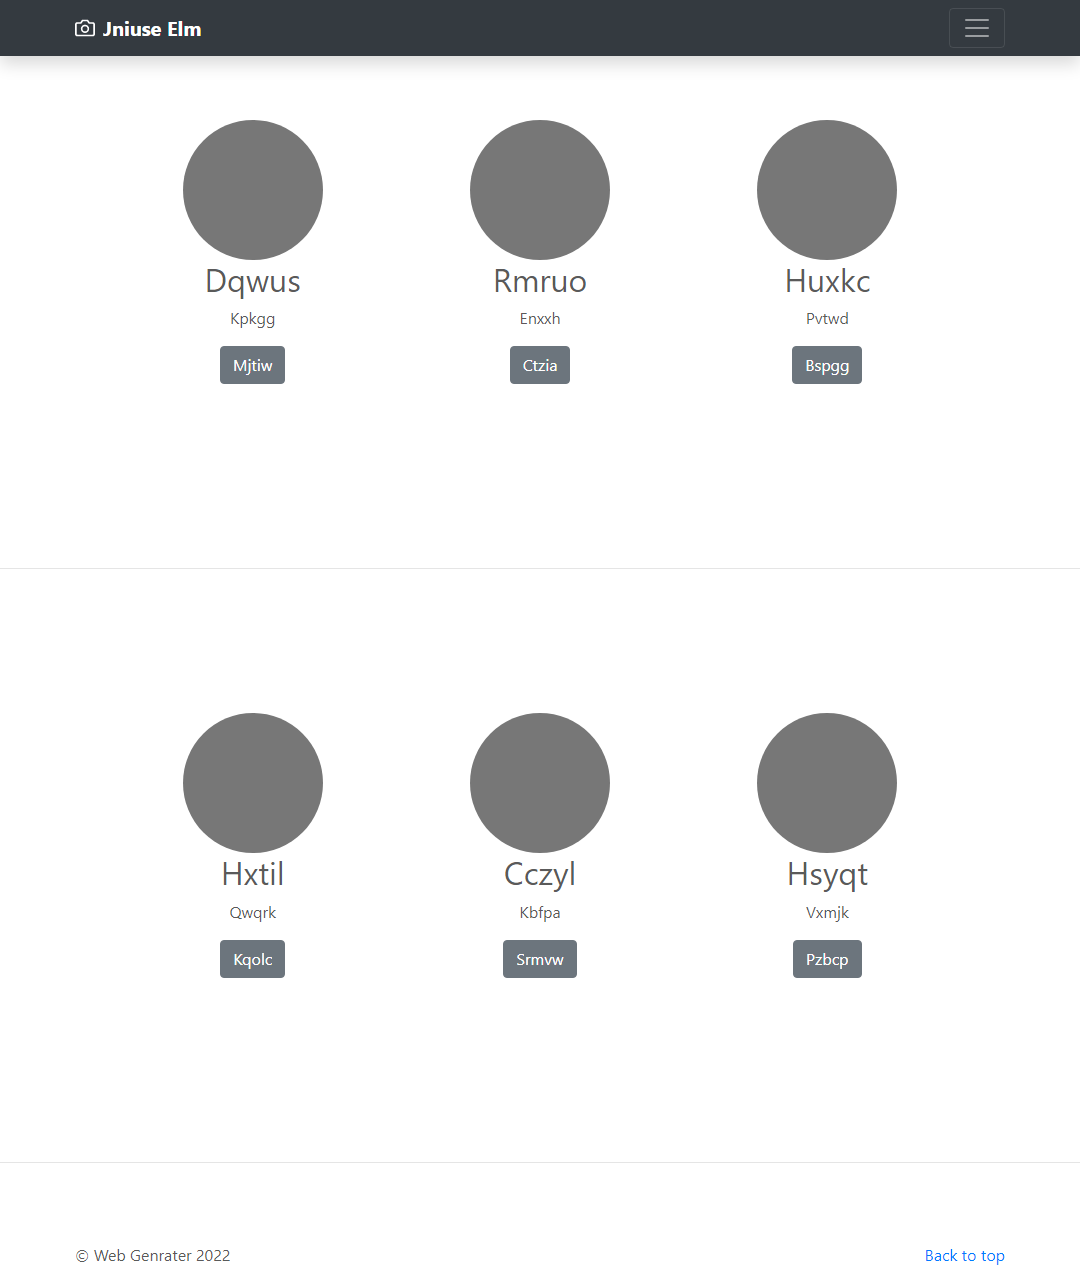 Jniuse Elm
Dqwus
Rmruo
Huxkc
Kpkgg
Enxxh
Pvtwd
Mjtiw
Ctzia
Bspgg
Hxtil
Cczyl
Hsyqt
Qwqrk
Kbfpa
Vxmjk
Kqolc
Srmvw
Pzbcp
© Web Genrater 2022
Back to top